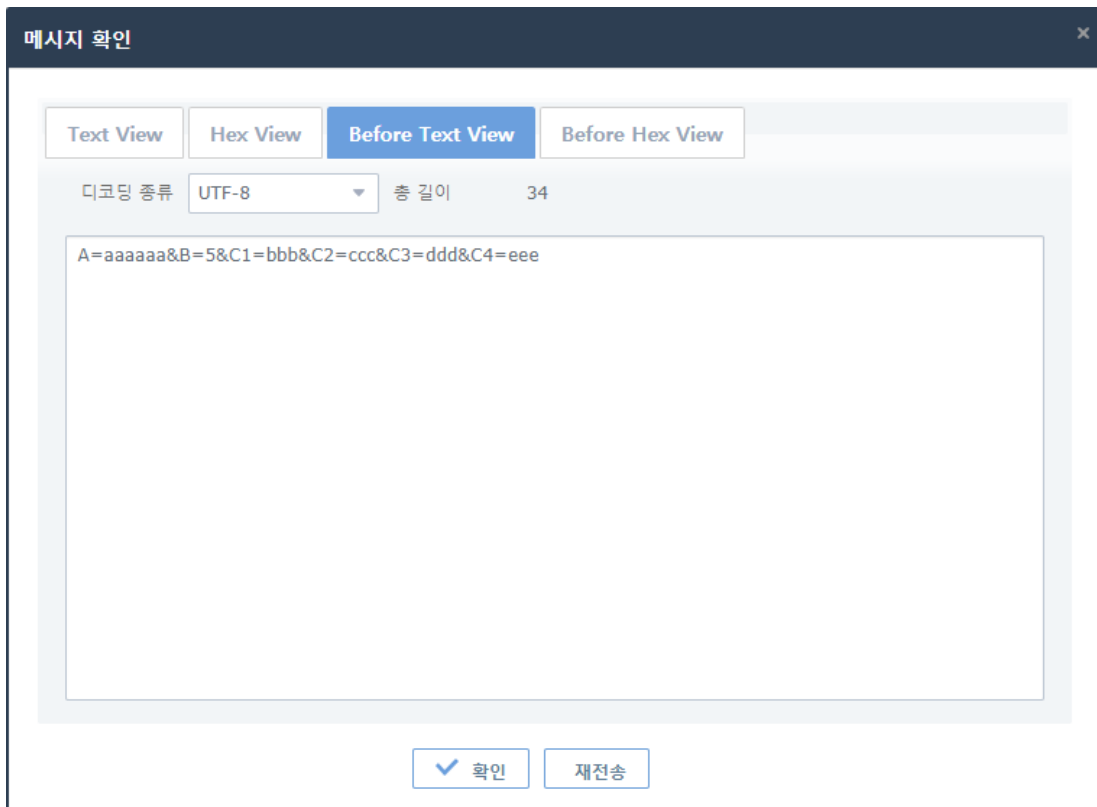 메시지 확인 ×
Text View Hex View Before Text View Before Hex View
디코딩 종류 UTF-8 총 길이 34
A=aaaaaa&B=5&C1=bbb&C2=ccc&C3=ddd&C4=eee
확인 재전송